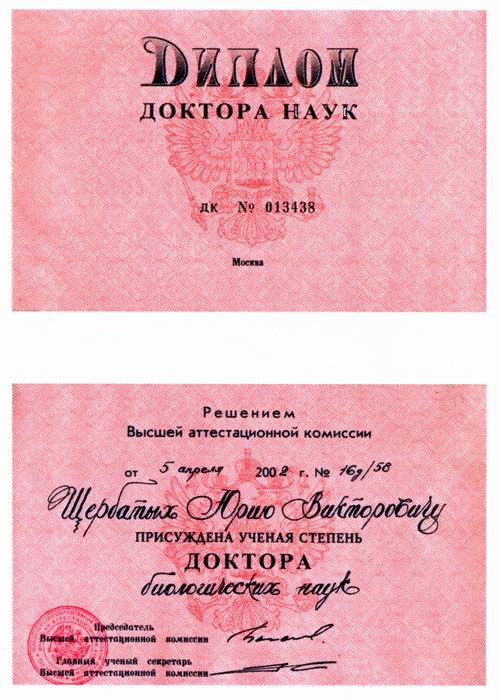 ДИПЛОМ
ДОКТОРА НАУК
ДК № 013438
Москва
Решением
Высшей аттестационной комиссии
от 5 апреля 2002 г. № 16д/58
Щербатых Юрию Викторовичу
ПРИСУЖДЕНА УЧЕНАЯ СТЕПЕНЬ
ДОКТОРА
биологических наук
Председатель
Высшей аттестационной комиссии
Главный ученый секретарь
Высшей аттестационной комиссии